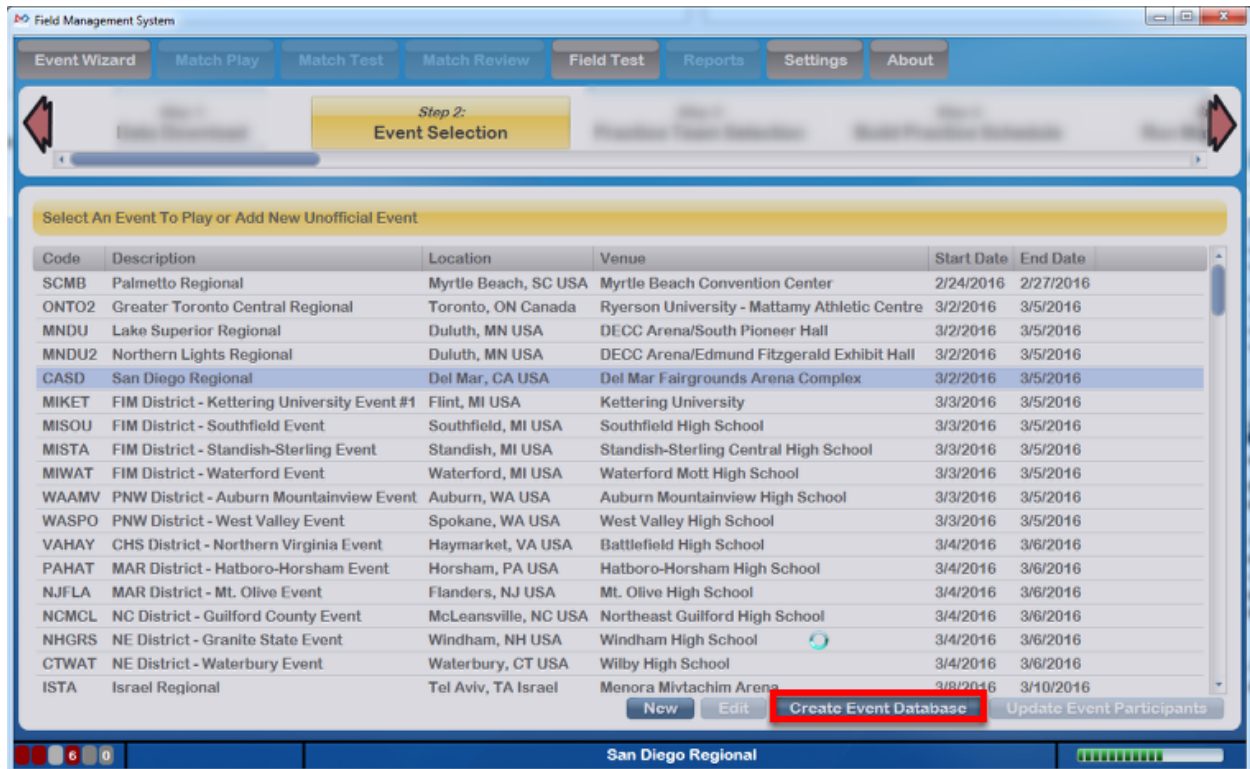 Field Management System
Event Wizard Match Play Match Test Match Review Field Test Reports Settings About
Step 2:
Event Selection
Select An Event To Play or Add New Unofficial Event
Code Description Location Venue Start Date End Date
SCMB Palmetto Regional Myrtle Beach, SC USA Myrtle Beach Convention Center 2/24/2016 2/27/2016
ONTO2 Greater Toronto Central Regional Toronto, ON Canada Ryerson University - Mattamy Athletic Centre 3/2/2016 3/5/2016
MNDU Lake Superior Regional Duluth, MN USA DECC Arena/South Pioneer Hall 3/2/2016 3/5/2016
MNDU2 Northern Lights Regional Duluth, MN USA DECC Arena/Edmund Fitzgerald Exhibit Hall 3/2/2016 3/5/2016
CASD San Diego Regional Del Mar, CA USA Del Mar Fairgrounds Arena Complex 3/2/2016 3/5/2016
MIKET FIM District - Kettering University Event #1 Flint, MI USA Kettering University 3/3/2016 3/5/2016
MISOU FIM District - Southfield Event Southfield, MI USA Southfield High School 3/3/2016 3/5/2016
MISTA FIM District - Standish-Sterling Event Standish, MI USA Standish-Sterling Central High School 3/3/2016 3/5/2016
MIWAT FIM District - Waterford Event Waterford, MI USA Waterford Mott High School 3/3/2016 3/5/2016
WAAMV PNW District - Auburn Mountainview Event Auburn, WA USA Auburn Mountainview High School 3/3/2016 3/5/2016
WASPO PNW District - West Valley Event Spokane, WA USA West Valley High School 3/3/2016 3/5/2016
VAHAY CHS District - Northern Virginia Event Haymarket, VA USA Battlefield High School 3/4/2016 3/6/2016
PAHAT MAR District - Hatboro-Horsham Event Horsham, PA USA Hatboro-Horsham High School 3/4/2016 3/6/2016
NJFLA MAR District - Mt. Olive Event Flanders, NJ USA Mt. Olive High School 3/4/2016 3/6/2016
NCMCL NC District - Guilford County Event McLeansville, NC USA Northeast Guilford High School 3/4/2016 3/6/2016
NHGRS NE District - Granite State Event Windham, NH USA Windham High School 3/4/2016 3/6/2016
CTWAT NE District - Waterbury Event Waterbury, CT USA Wilby High School 3/4/2016 3/6/2016
ISTA Israel Regional Tel Aviv, TA Israel Menora Mivtachim Arena 3/8/2016 3/10/2016
New Edit Create Event Database Update Event Participants
6 0 San Diego Regional